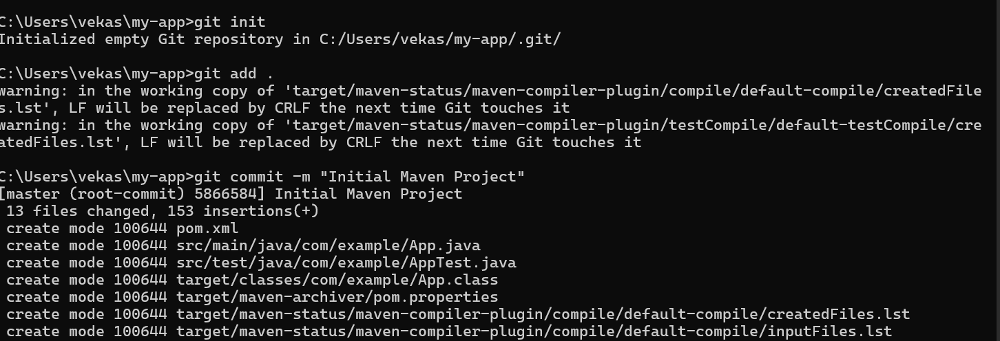 C:\Users\vekas\my-app>git init
Initialized empty Git repository in C:/Users/vekas/my-app/.git/
C:\Users\vekas\my-app>git add .
warning: in the working copy of 'target/maven-status/maven-compiler-plugin/compile/default-compile/createdFile
s.lst', LF will be replaced by CRLF the next time Git touches it
warning: in the working copy of 'target/maven-status/maven-compiler-plugin/testCompile/default-testCompile/cre
atedFiles.lst', LF will be replaced by CRLF the next time Git touches it
C:\Users\vekas\my-app>git commit -m "Initial Maven Project"
[master (root-commit) 5866584] Initial Maven Project
13 files changed, 153 insertions(+)
create mode 100644 pom.xml
create mode 100644 src/main/java/com/example/App.java
create mode 100644 src/test/java/com/example/AppTest.java
create mode 100644 target/classes/com/example/App.class
create mode 100644 target/maven-archiver/pom.properties
create mode 100644 target/maven-status/maven-compiler-plugin/compile/default-compile/createdFiles.lst
create mode 100644 target/maven-status/maven-compiler-plugin/compile/default-compile/inputFiles.lst